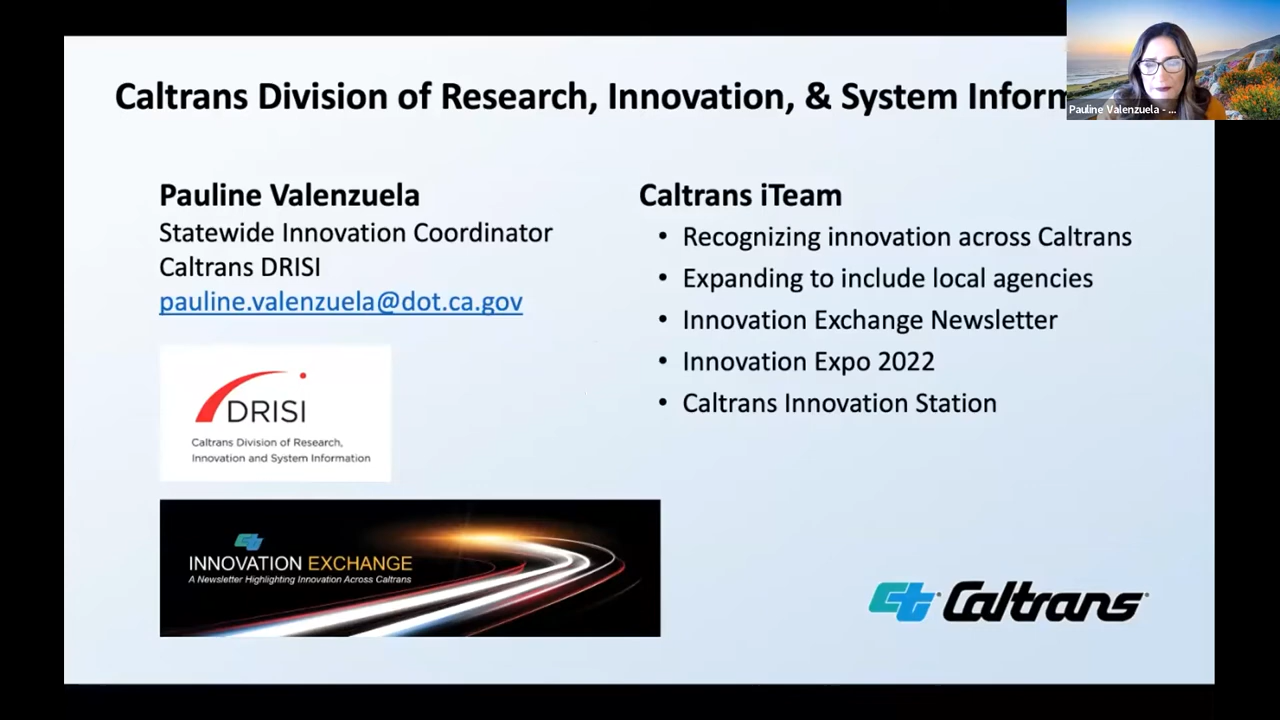 Caltrans Division of Research, Innovation, & System Inform
Pauline Valenzuela - ...
Pauline Valenzuela
Statewide Innovation Coordinator
Caltrans DRISI
pauline.valenzuela@dot.ca.gov
DRISI
Caltrans Division of Research,
Innovation and System Information
INNOVATION EXCHANGE
A Newsletter Highlighting Innovation Across Caltrans
Caltrans iTeam
• Recognizing innovation across Caltrans
• Expanding to include local agencies
• Innovation Exchange Newsletter
• Innovation Expo 2022
• Caltrans Innovation Station
ct Caltrans